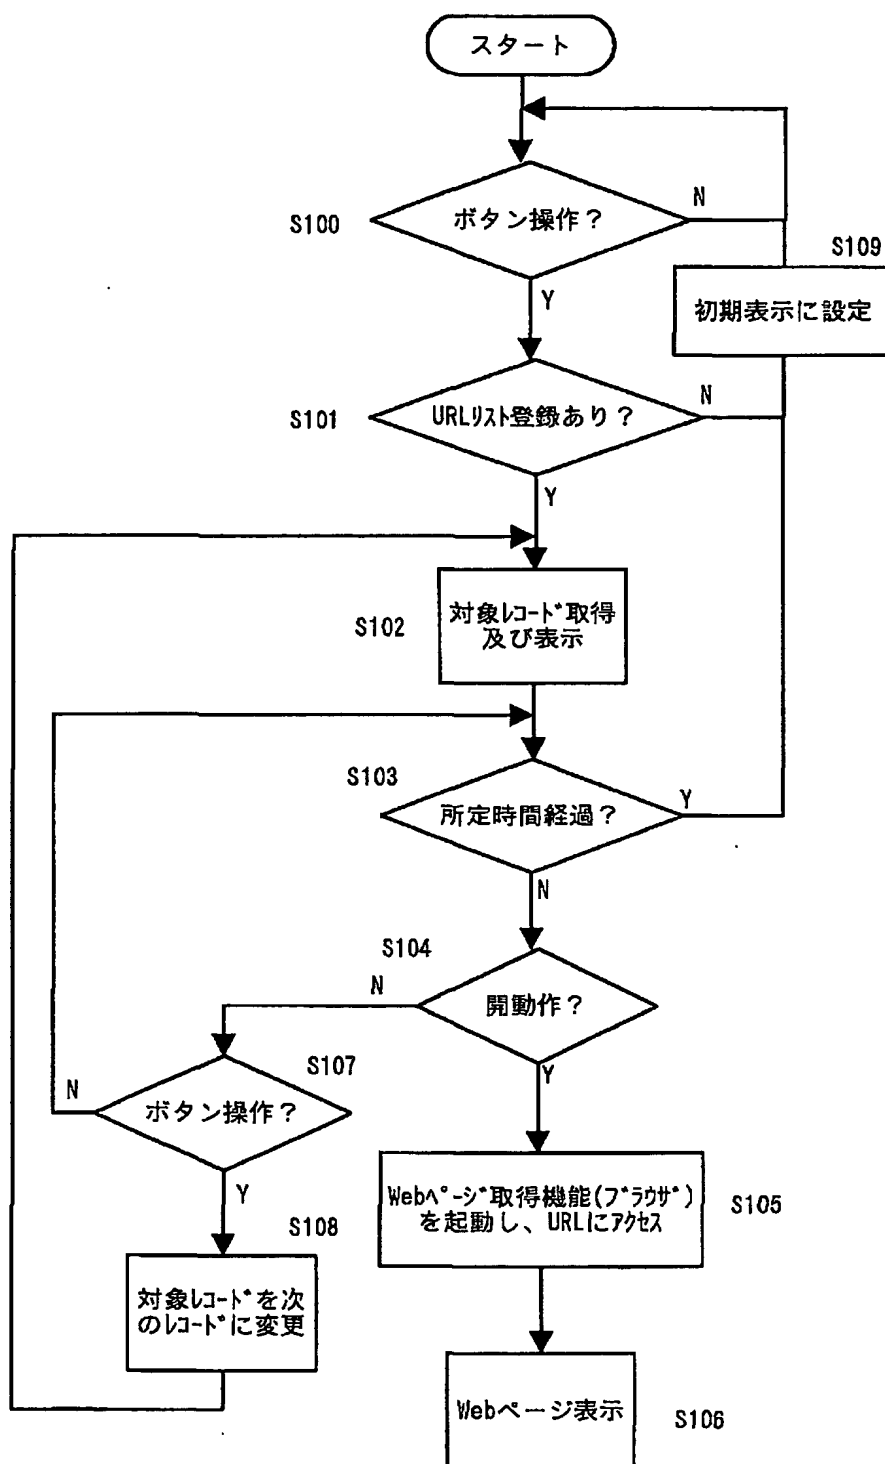 スタート
S100
ボタン操作？
N
Y
S109
初期表示に設定
S101
URLﾘｽﾄ登録あり？
N
Y
S102
対象ﾚｺｰﾄﾞ取得
及び表示
S103
所定時間経過？
Y
N
S104
開動作？
N
Y
S107
ボタン操作？
N
Y
S105
Webﾍﾟｰｼﾞ取得機能(ﾌﾞﾗｳｻﾞ)
を起動し、URLにｱｸｾｽ
S108
対象ﾚｺｰﾄﾞを次
のﾚｺｰﾄﾞに変更
S106
Webページ表示